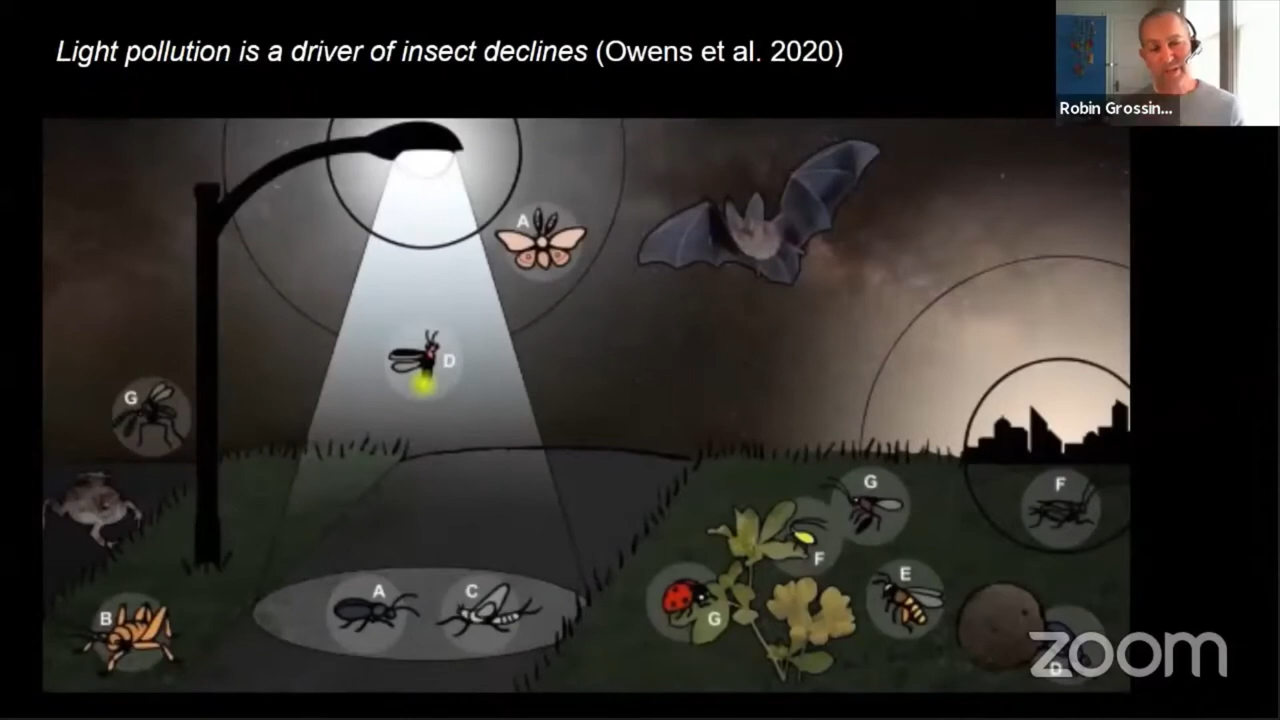 Light pollution is a driver of insect declines (Owens et al. 2020)
Robin Grossin...
A
D
G
G
F
F
A
C
E
B
G
D
zoom